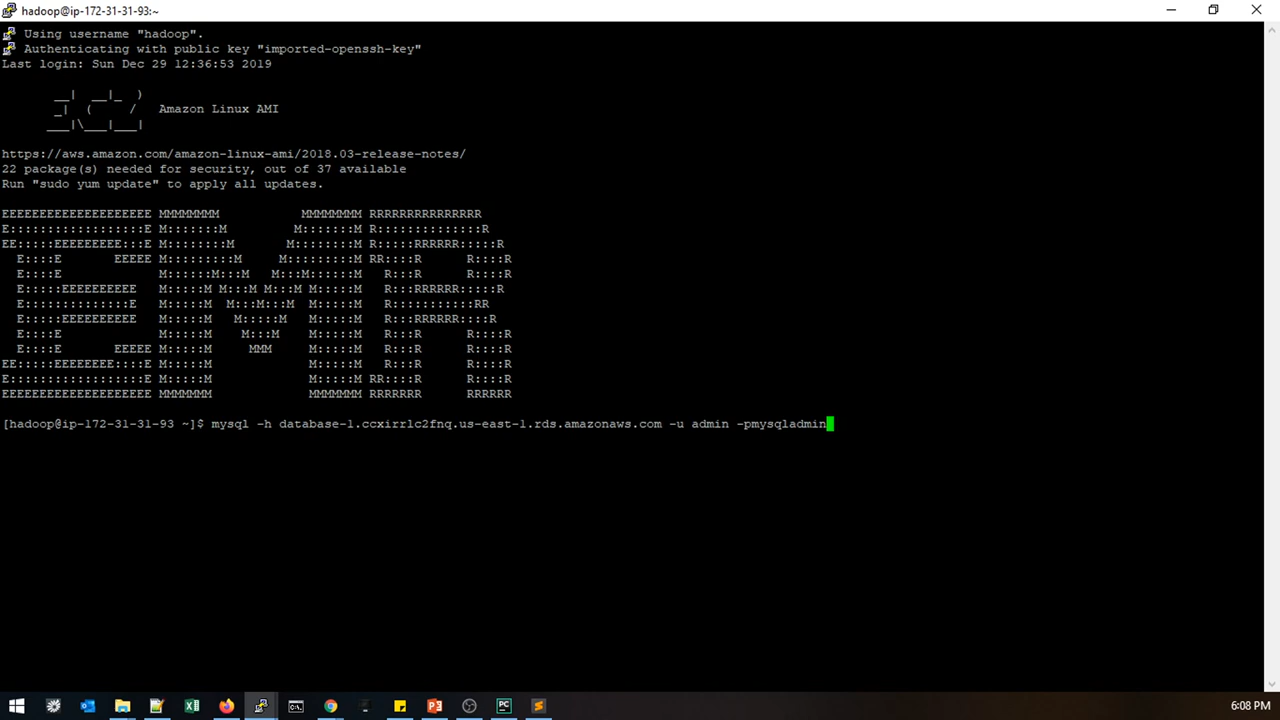 hadoop@ip-172-31-31-93:~
Using username "hadoop".
Authenticating with public key "imported-openssh-key"
Last login: Sun Dec 29 12:36:53 2019
       __|  __|_  )
       _|  (     /   Amazon Linux AMI
      ___|\___|___|
https://aws.amazon.com/amazon-linux-ami/2018.03-release-notes/
22 package(s) needed for security, out of 37 available
Run "sudo yum update" to apply all updates.
EEEEEEEEEEEEEEEEEEEE MMMMMMMM           MMMMMMMM RRRRRRRRRRRRRRR
E::::::::::::::::::E M:::::::M         M:::::::M R::::::::::::::R
EE:::::EEEEEEEEE:::E M::::::::M       M::::::::M R:::::RRRRRR:::::R
  E::::E       EEEEE M:::::::::M     M:::::::::M RR::::R      R::::R
  E::::E             M::::::M:::M   M:::M::::::M   R:::R      R::::R
  E:::::EEEEEEEEEE   M:::::M M:::M M:::M M:::::M   R:::RRRRRR:::::R
  E::::::::::::::E   M:::::M  M:::M:::M  M:::::M   R:::::::::::RR
  E:::::EEEEEEEEEE   M:::::M   M:::::M   M:::::M   R:::RRRRRR::::R
  E::::E             M:::::M    M:::M    M:::::M   R:::R      R::::R
  E::::E       EEEEE M:::::M     MMM     M:::::M   R:::R      R::::R
EE:::::EEEEEEEE::::E M:::::M             M:::::M   R:::R      R::::R
E::::::::::::::::::E M:::::M             M:::::M RR::::R      R::::R
EEEEEEEEEEEEEEEEEEEE MMMMMMM             MMMMMMM RRRRRRR      RRRRRR
[hadoop@ip-172-31-31-93 ~]$ mysql -h database-1.ccxirrlc2fnq.us-east-1.rds.amazonaws.com -u admin -pmysqladmin
6:08 PM